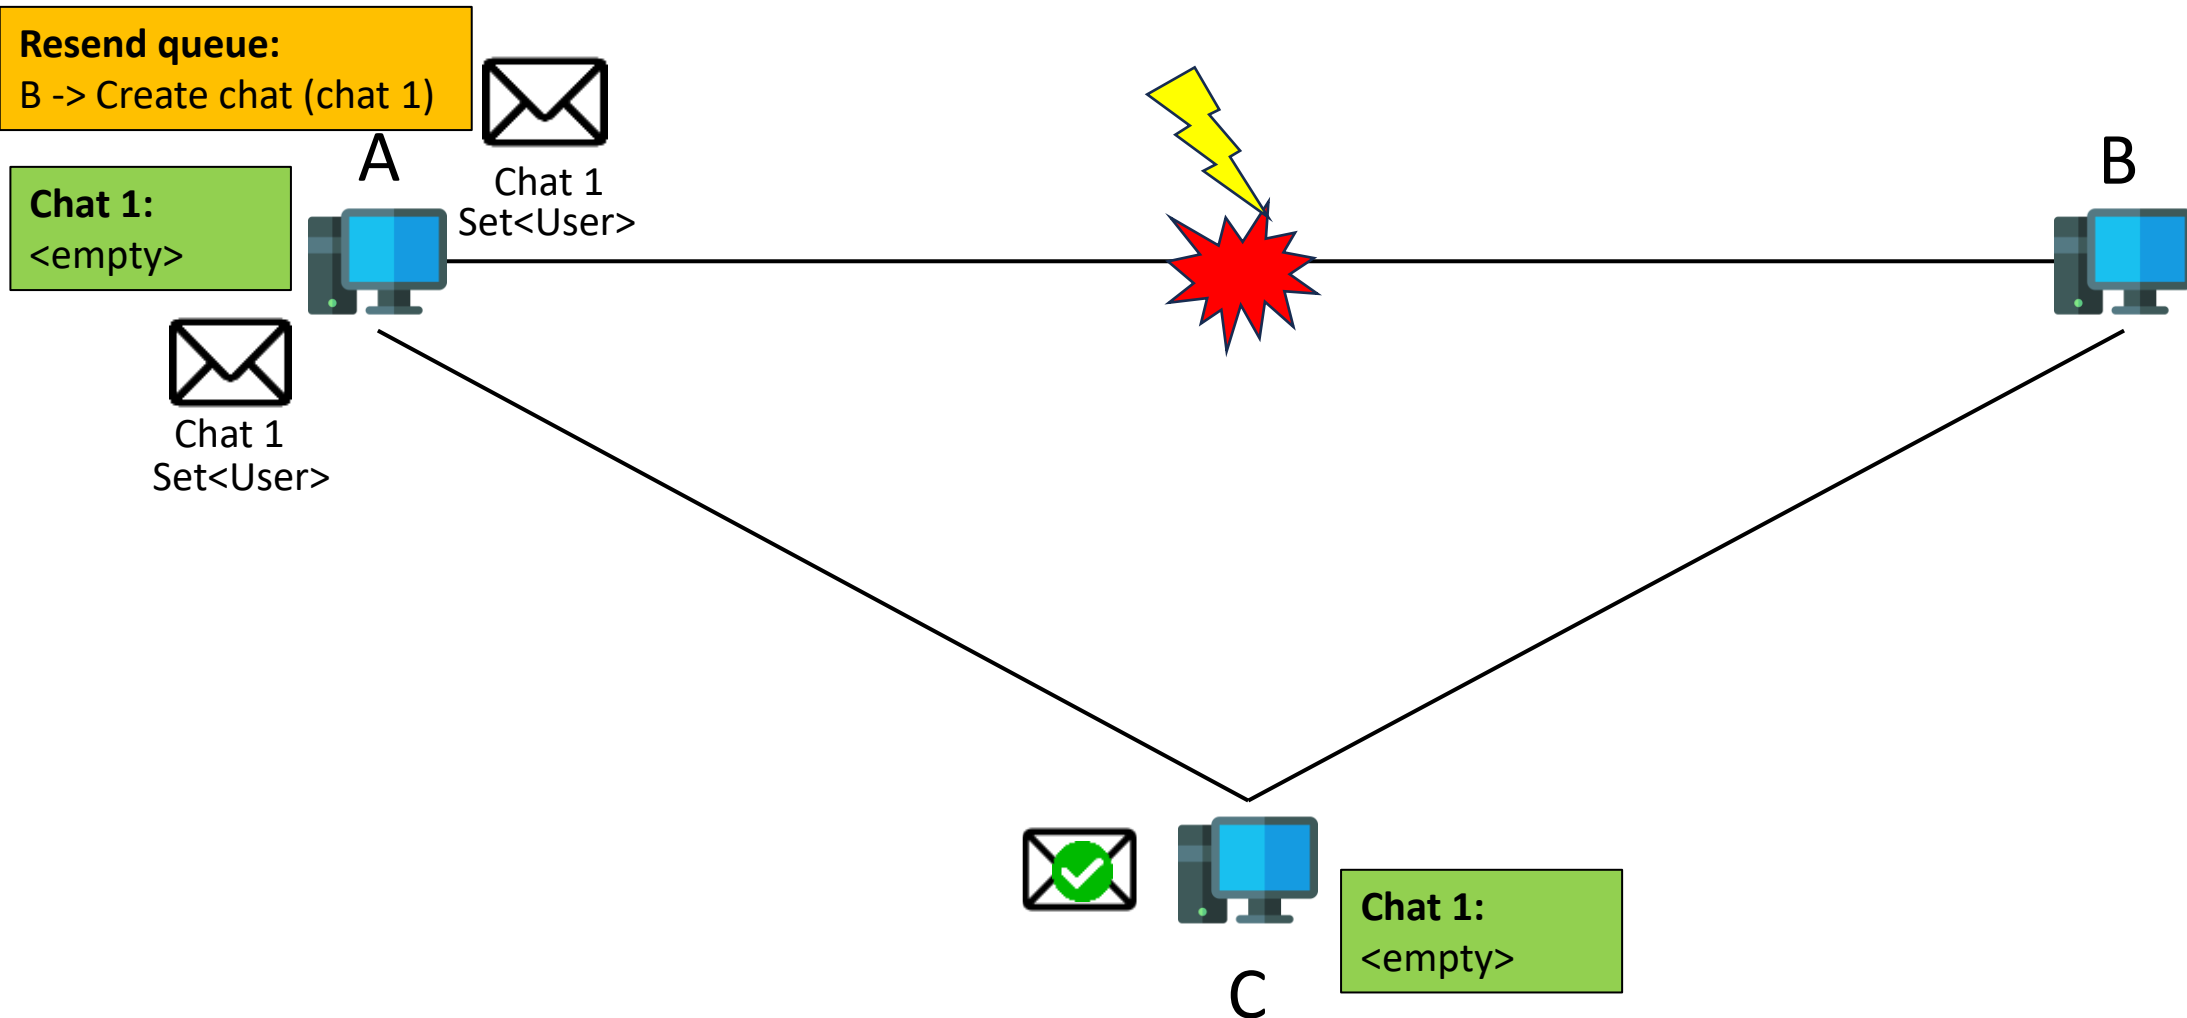 Resend queue:
B -> Create chat (chat 1)
A
Chat 1
Set<User>
B
Chat 1:
<empty>
Chat 1
Set<User>
Chat 1:
<empty>
C